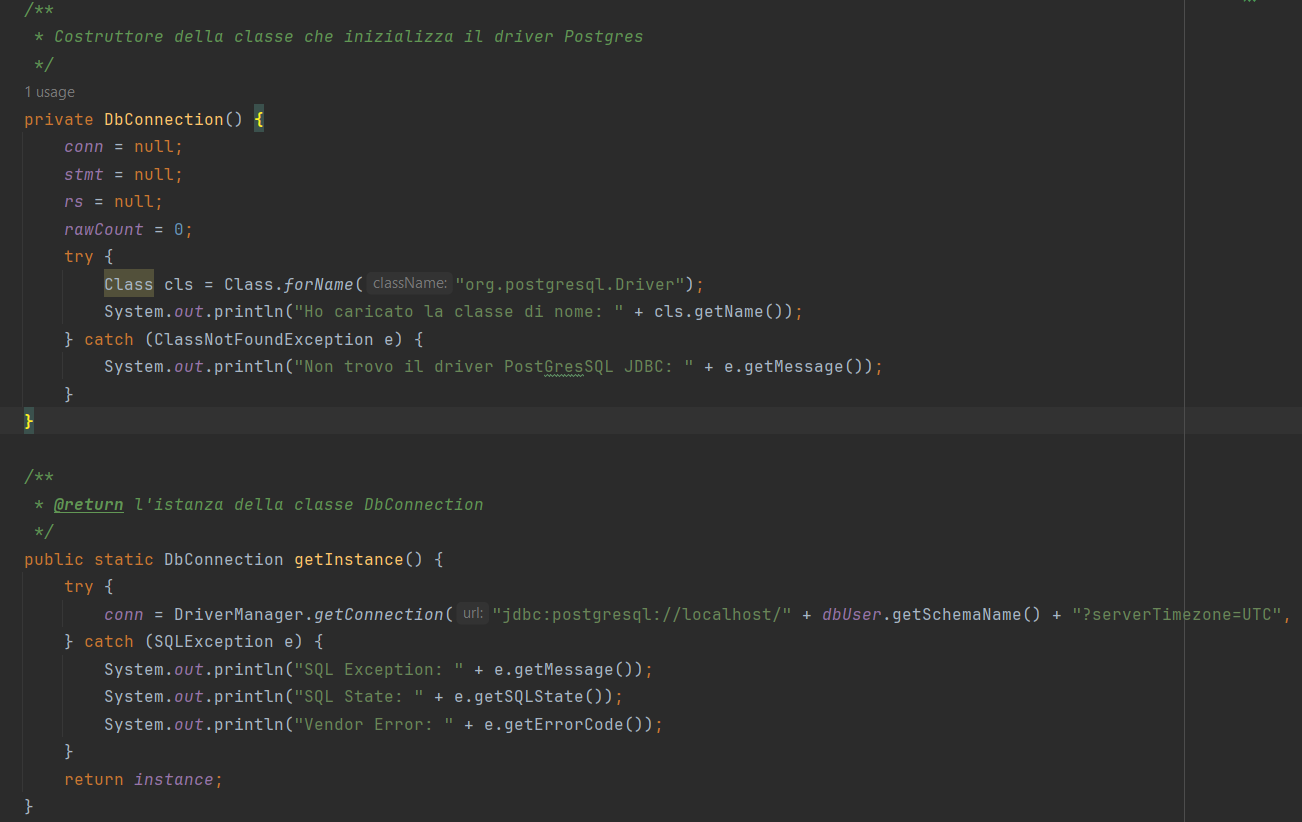 /**
 * Costruttore della classe che inizializza il driver Postgres
 */
1 usage
private DbConnection() {
    conn = null;
    stmt = null;
    rs = null;
    rawCount = 0;
    try {
        Class cls = Class.forName( className: "org.postgresql.Driver");
        System.out.println("Ho caricato la classe di nome: " + cls.getName());
    } catch (ClassNotFoundException e) {
        System.out.println("Non trovo il driver PostGresSQL JDBC: " + e.getMessage());
    }
}

/**
 * @return l'istanza della classe DbConnection
 */
public static DbConnection getInstance() {
    try {
        conn = DriverManager.getConnection( url: "jdbc:postgresql://localhost/" + dbUser.getSchemaName() + "?serverTimezone=UTC",
    } catch (SQLException e) {
        System.out.println("SQL Exception: " + e.getMessage());
        System.out.println("SQL State: " + e.getSQLState());
        System.out.println("Vendor Error: " + e.getErrorCode());
    }
    return instance;
}